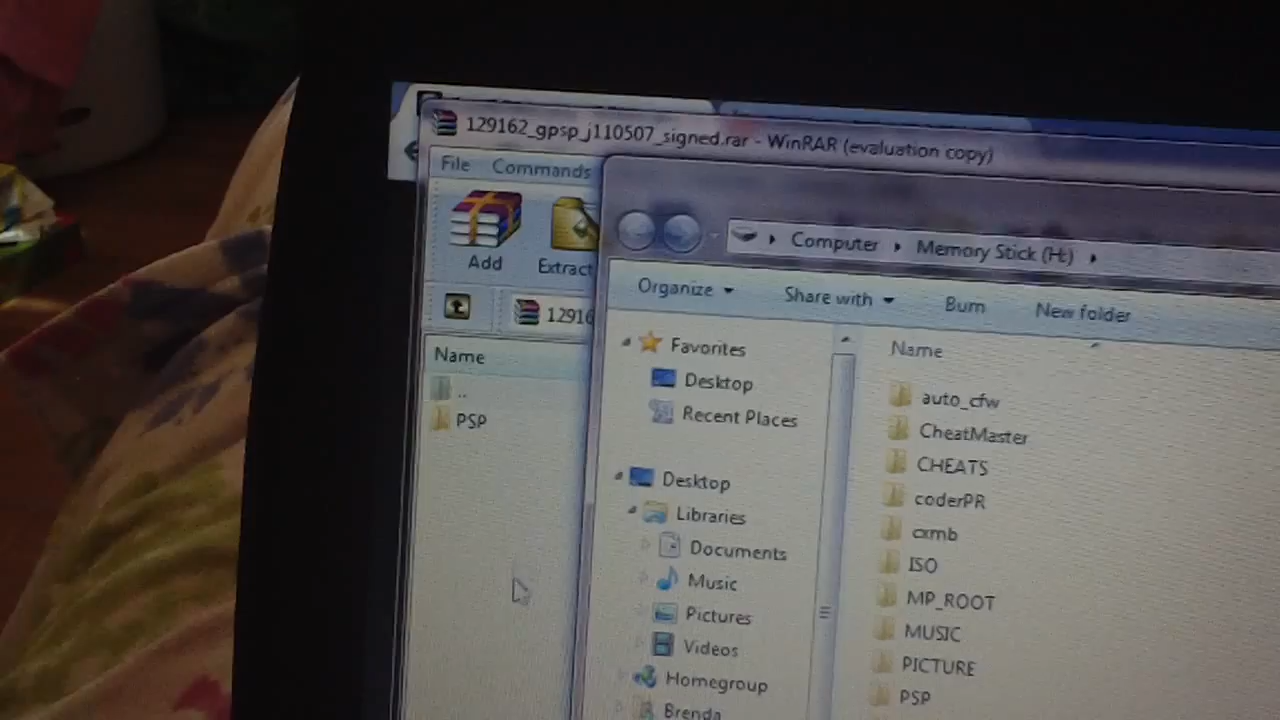 129162_gpsp_j110507_signed.rar - WinRAR (evaluation copy)
File Commands
Add Extract
12916
Name
..
PSP
Computer Memory Stick (H:)
Organize Share with Burn New folder
Favorites
Desktop
Recent Places
Desktop
Libraries
Documents
Music
Pictures
Videos
Homegroup
Brenda
Name
auto_cfw
CheatMaster
CHEATS
coderPR
cxmb
ISO
MP_ROOT
MUSIC
PICTURE
PSP